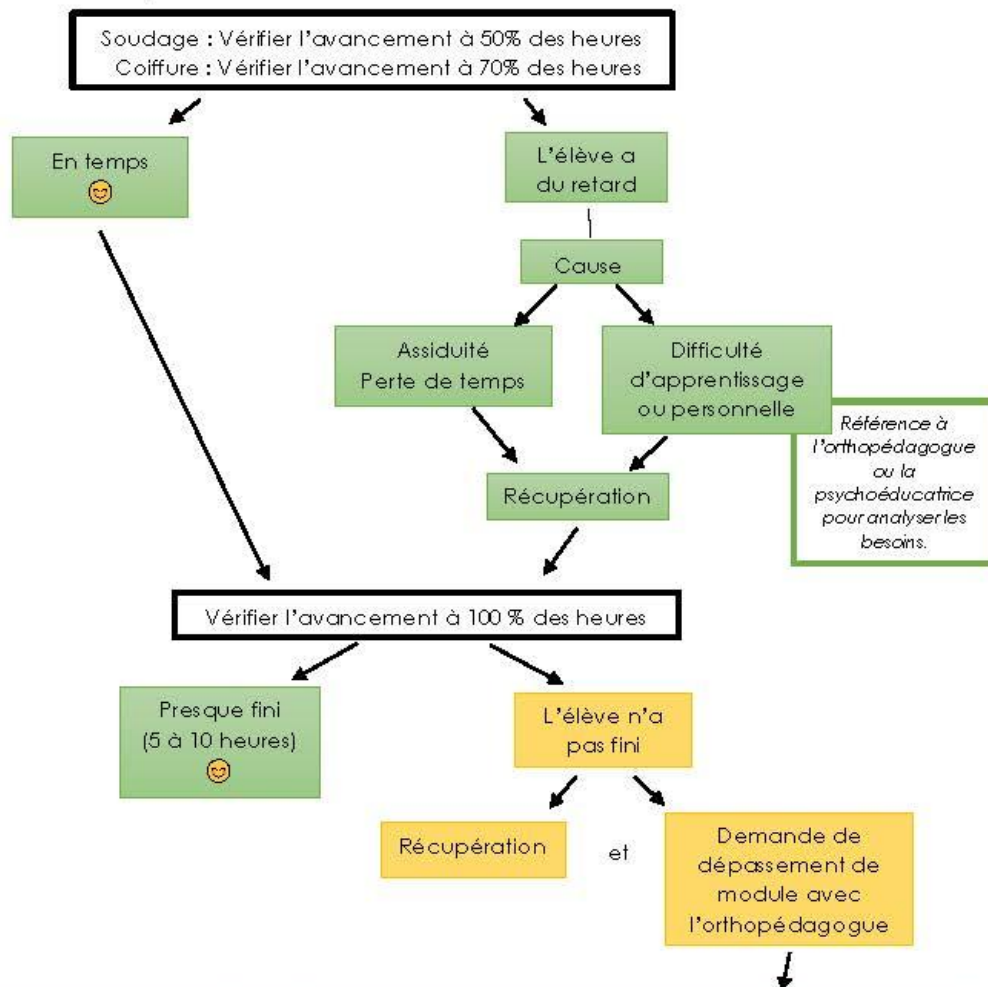 Soudage : Vérifier l'avancement à 50% des heures
Coiffure : Vérifier l'avancement à 70% des heures
En temps
L'élève a
du retard
Cause
Assiduité
Perte de temps
Difficulté
d'apprentissage
ou personnelle
Référence à
l'orthopédagogue
ou la
psychoéducatrice
pour analyser les
besoins.
Récupération
Vérifier l'avancement à 100 % des heures
Presque fini
(5 à 10 heures)
L'élève n'a
pas fini
Récupération
et
Demande de
dépassement de
module avec
l'orthopédagogue